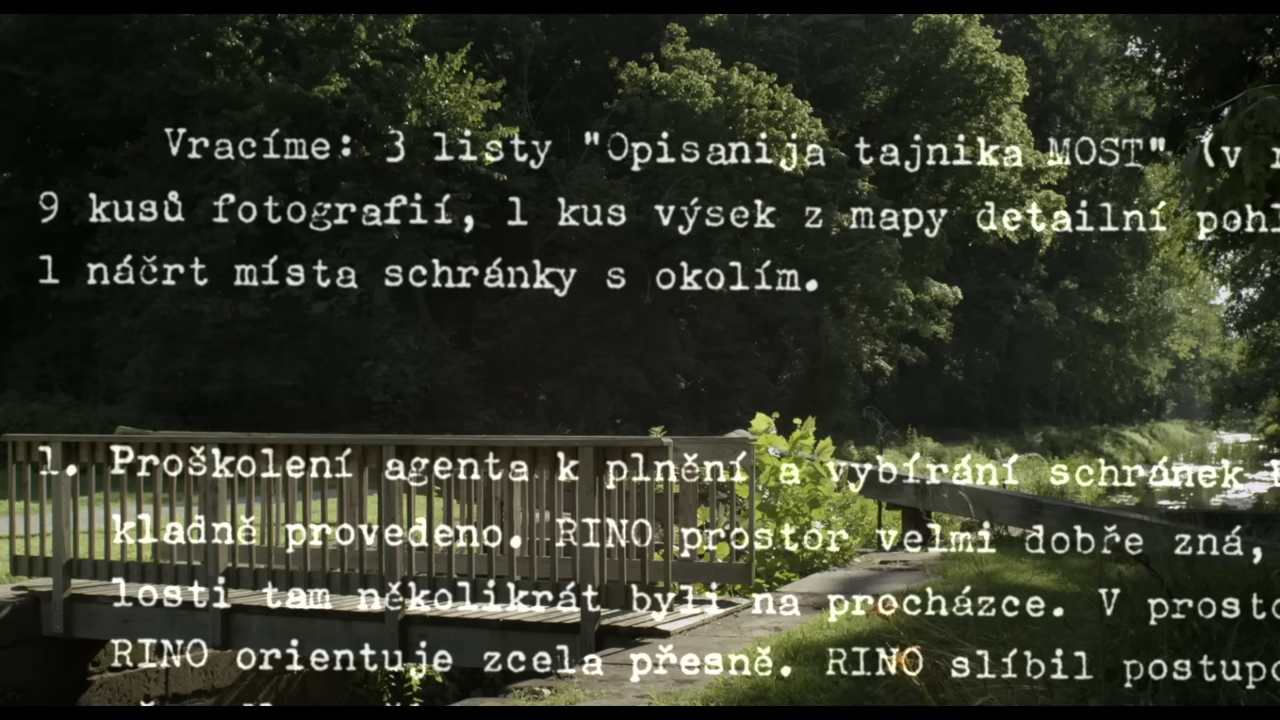 Vracíme: 3 listy "Opisanija tajnika MOST" (v
9 kusů fotografií, 1 kus výsek z mapy detailní
1 náčrt místa schránky s okolím.
1. Proškolení agenta k plnění a vybírání schránek
kladně provedeno. RINO prostor velmi dobře zná,
losti tam několikrát byli na procházce. V
RINO orientuje zcela přesně. RINO slíbil